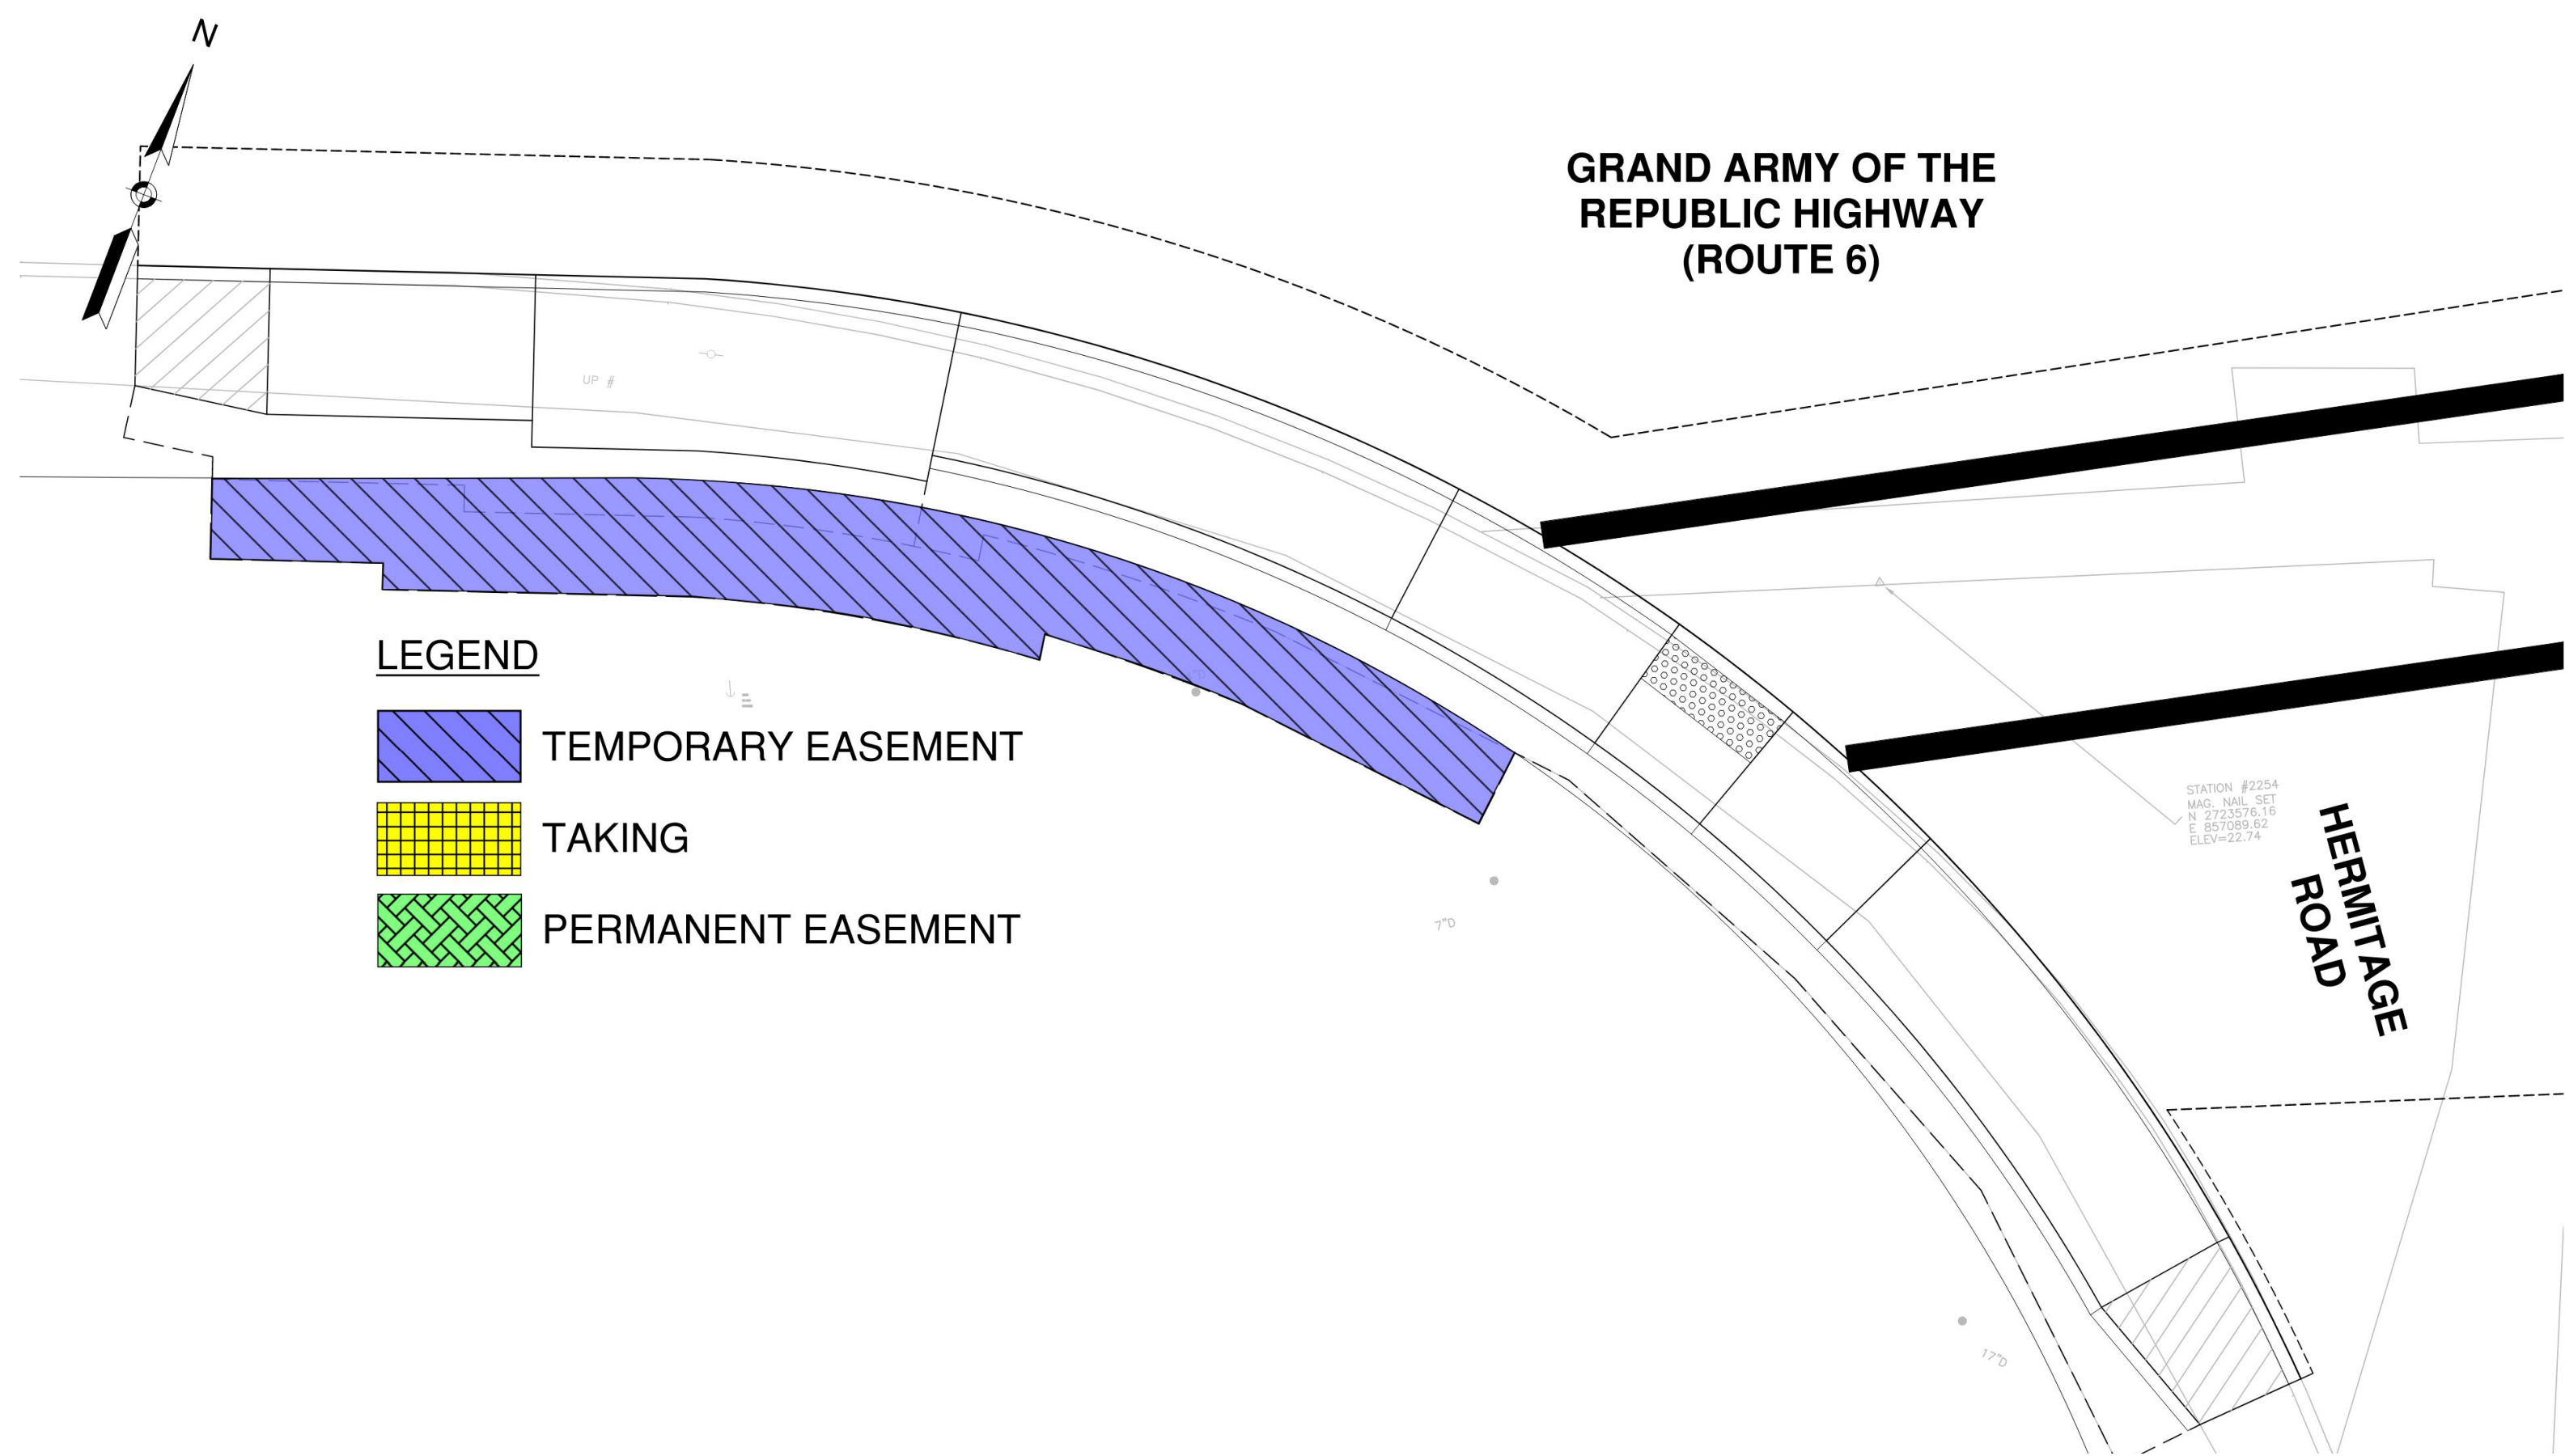 N
GRAND ARMY OF THE
REPUBLIC HIGHWAY
(ROUTE 6)
UP #
LEGEND
TEMPORARY EASEMENT
TAKING
PERMANENT EASEMENT
STATION #2254
MAG. NAIL SET
N 2723576.16
E 857089.62
ELEV=22.74
HERMITAGE
ROAD
7"D
17"D